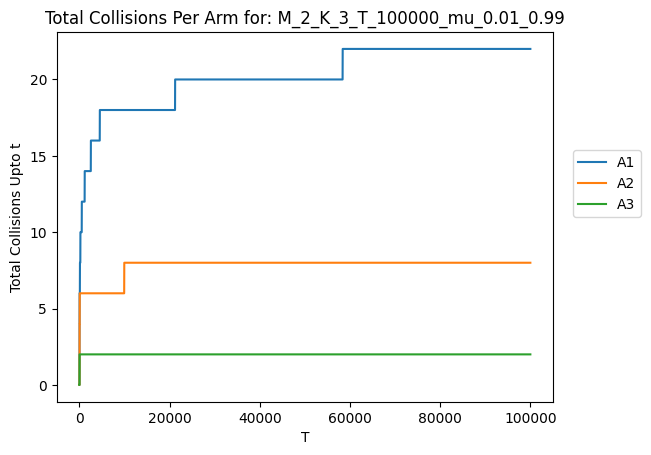 Total Collisions Per Arm for: M_2_K_3_T_100000_mu_0.01_0.99
Total Collisions Upto t
20
15
10
5
0
0 20000 40000 60000 80000 100000
T
A1
A2
A3